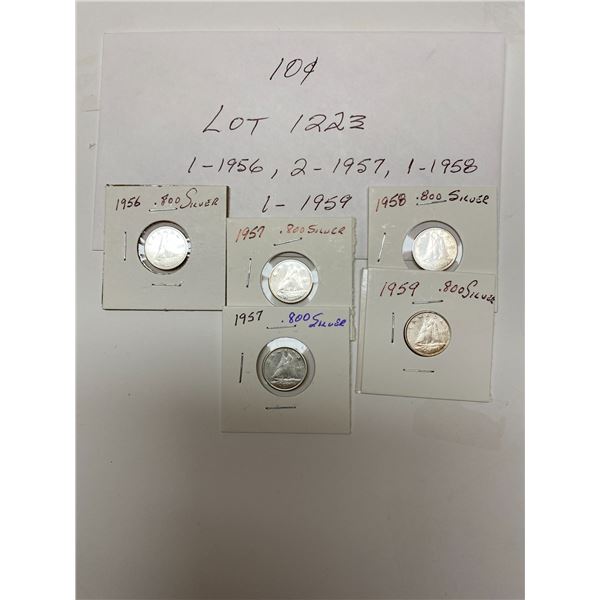 10¢
LOT 1223
1-1956, 2-1957, 1-1958
1-1959
1956 .800 SILVER
1957 .800 SILVER
1958 .800 SILVER
1957 .800 SILVER
1959 .800 SILVER